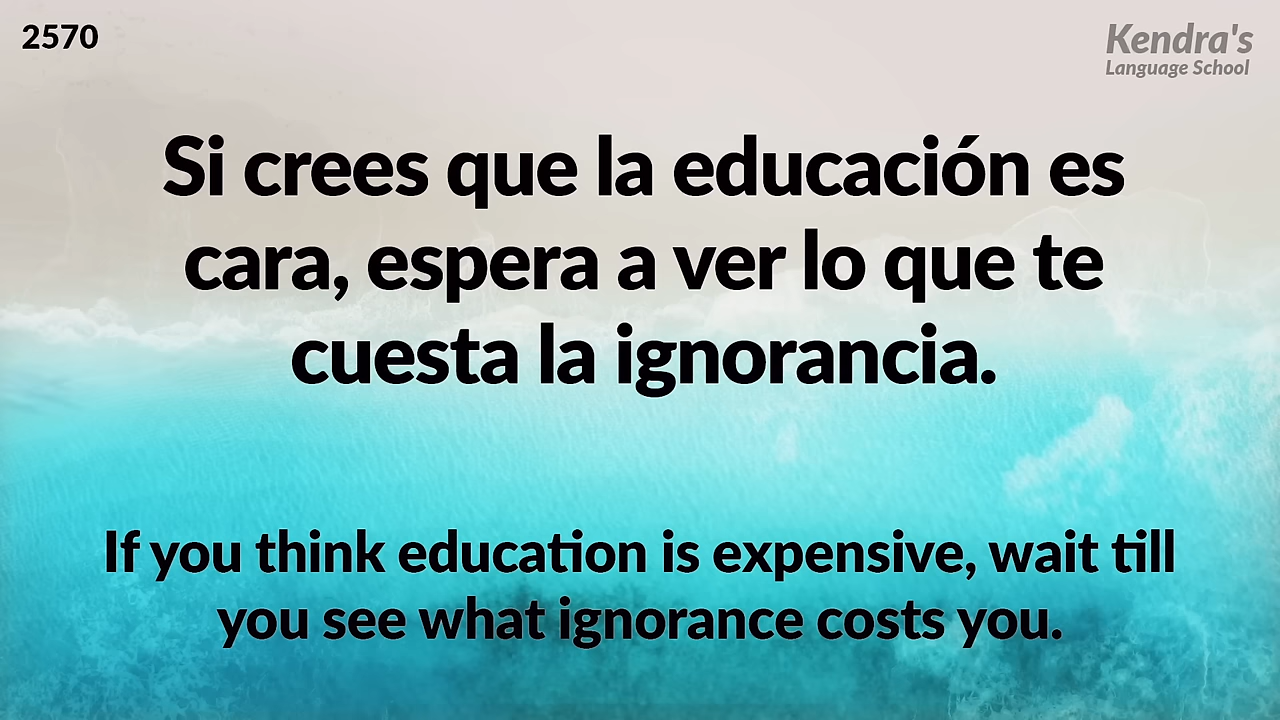 2570
Kendra's
Language School
Si crees que la educación es
cara, espera a ver lo que te
cuesta la ignorancia.
If you think education is expensive, wait till
you see what ignorance costs you.